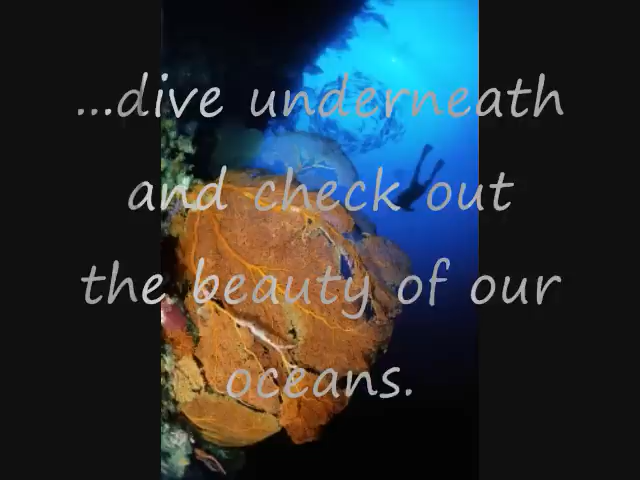 ...dive underneath
and check out
the beauty of our
oceans.